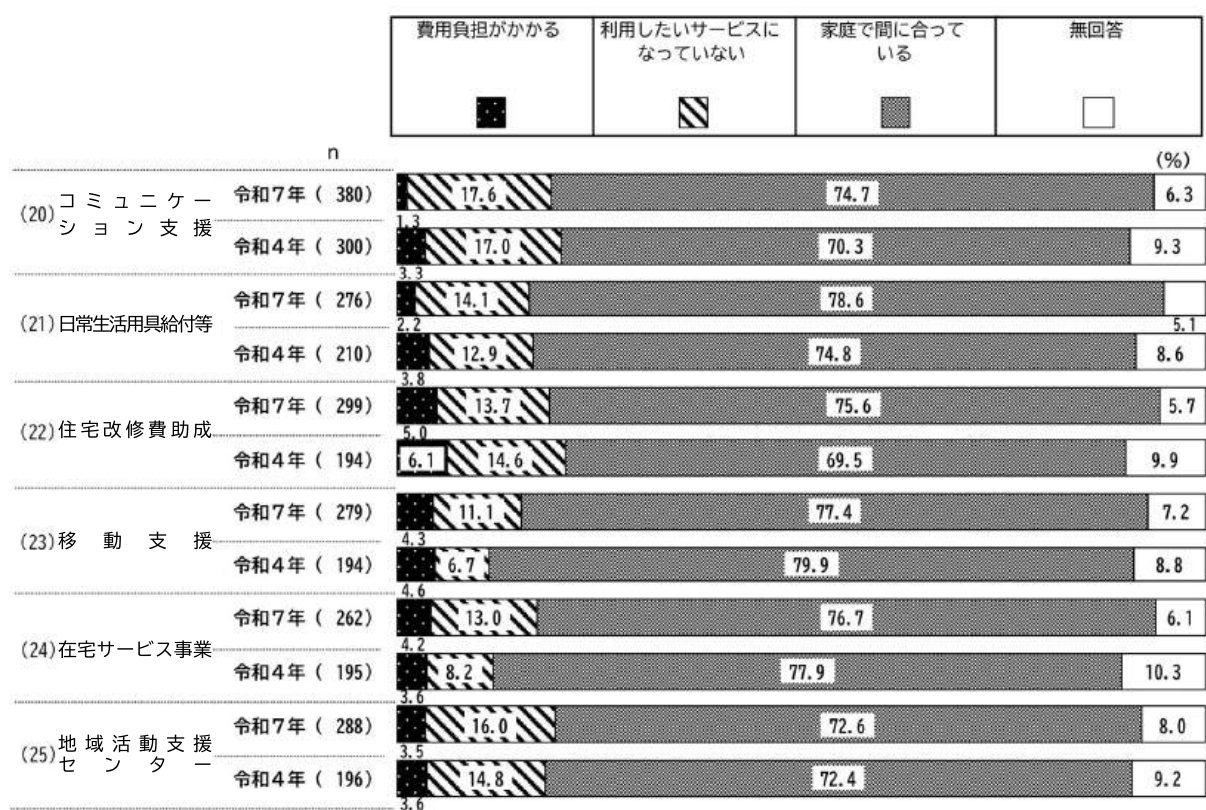 費用負担がかかる
利用したいサービスに
なっていない
家庭で間に合って
いる
無回答
n
(%)
(20) コミュニケー
ション支援
令和7年 ( 380)
1.3
17.6
74.7
6.3
令和4年 ( 300)
3.3
17.0
70.3
9.3
(21) 日常生活用具給付等
令和7年 ( 276)
2.2
14.1
78.6
5.1
令和4年 ( 210)
3.8
12.9
74.8
8.6
(22) 住宅改修費助成
令和7年 ( 299)
5.0
13.7
75.6
5.7
令和4年 ( 194)
6.1
14.6
69.5
9.9
(23) 移動支援
令和7年 ( 279)
4.3
11.1
77.4
7.2
令和4年 ( 194)
4.6
6.7
79.9
8.8
(24) 在宅サービス事業
令和7年 ( 262)
4.2
13.0
76.7
6.1
令和4年 ( 195)
3.6
8.2
77.9
10.3
(25) 地域活動支援
センター
令和7年 ( 288)
3.5
16.0
72.6
8.0
令和4年 ( 196)
3.6
14.8
72.4
9.2